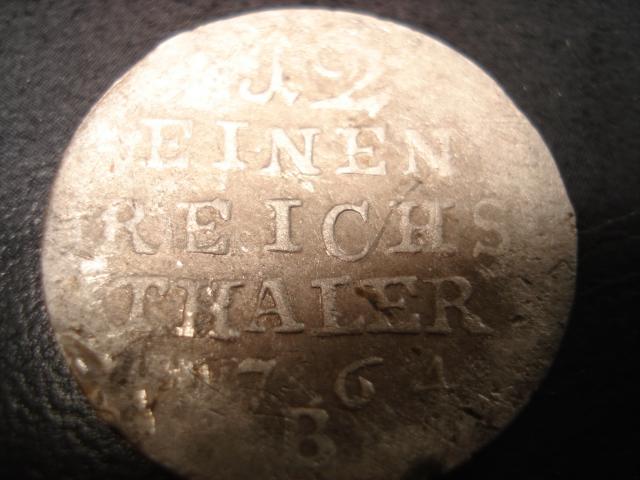 12
EINEN
REICHS
THALER
1764
B